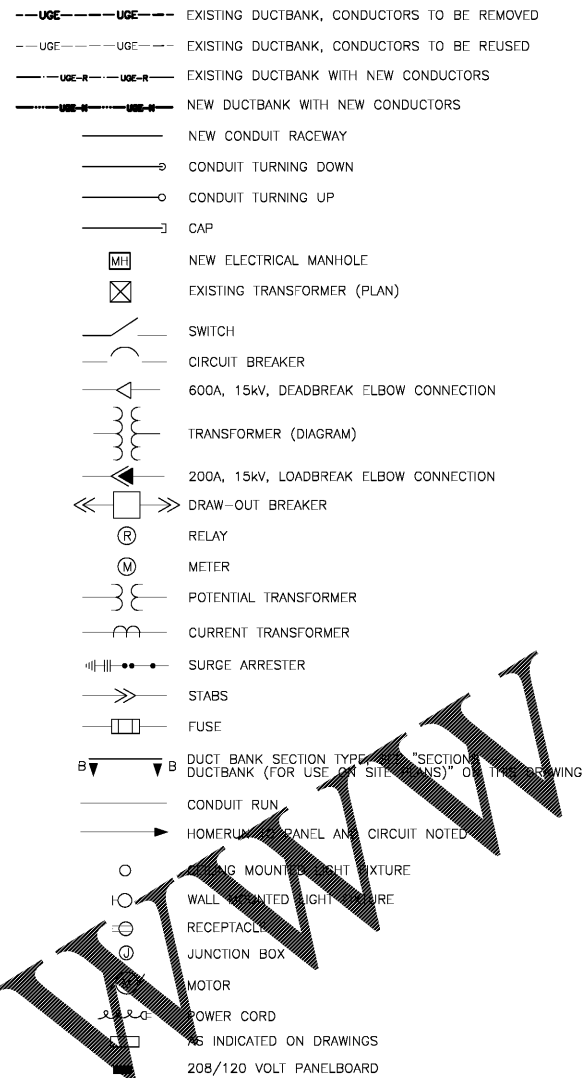 UGE UGE EXISTING DUCTBANK, CONDUCTORS TO BE REMOVED
UGE UGE EXISTING DUCTBANK, CONDUCTORS TO BE REUSED
UGE-R UGE-R EXISTING DUCTBANK WITH NEW CONDUCTORS
UGE-N UGE-N NEW DUCTBANK WITH NEW CONDUCTORS
NEW CONDUIT RACEWAY
CONDUIT TURNING DOWN
CONDUIT TURNING UP
CAP
MH NEW ELECTRICAL MANHOLE
EXISTING TRANSFORMER (PLAN)
SWITCH
CIRCUIT BREAKER
600A, 15kV, DEADBREAK ELBOW CONNECTION
TRANSFORMER (DIAGRAM)
200A, 15kV, LOADBREAK ELBOW CONNECTION
DRAW-OUT BREAKER
R RELAY
M METER
POTENTIAL TRANSFORMER
CURRENT TRANSFORMER
SURGE ARRESTER
STABS
FUSE
B B DUCT BANK SECTION TYPE, SEE "SECTIONS
DUCTBANK (FOR USE ON SITE PLANS)" ON THIS DRAWING
CONDUIT RUN
HOMERUN TO PANEL AND CIRCUIT NOTED
CEILING MOUNTED LIGHT FIXTURE
WALL MOUNTED LIGHT FIXTURE
RECEPTACLE
J JUNCTION BOX
M MOTOR
POWER CORD
AS INDICATED ON DRAWINGS
208/120 VOLT PANELBOARD
WWWW